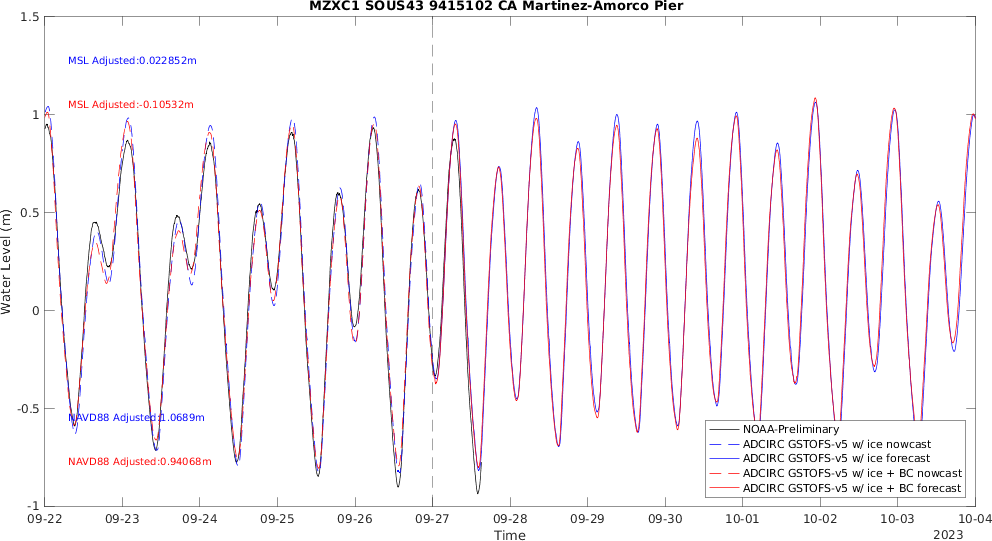 MZXC1 SOUS43 9415102 CA Martinez-Amorco Pier
1.5
1
0.5
0
-0.5
-1
Water Level (m)
MSL Adjusted:0.022852m
MSL Adjusted:-0.10532m
NAVD88 Adjusted:1.0689m
NAVD88 Adjusted:0.94068m
NOAA-Preliminary
ADCIRC GSTOFS-v5 w/ ice nowcast
ADCIRC GSTOFS-v5 w/ ice forecast
ADCIRC GSTOFS-v5 w/ ice + BC nowcast
ADCIRC GSTOFS-v5 w/ ice + BC forecast
09-22 09-23 09-24 09-25 09-26 09-27 09-28 09-29 09-30 10-01 10-02 10-03 10-04
Time
2023